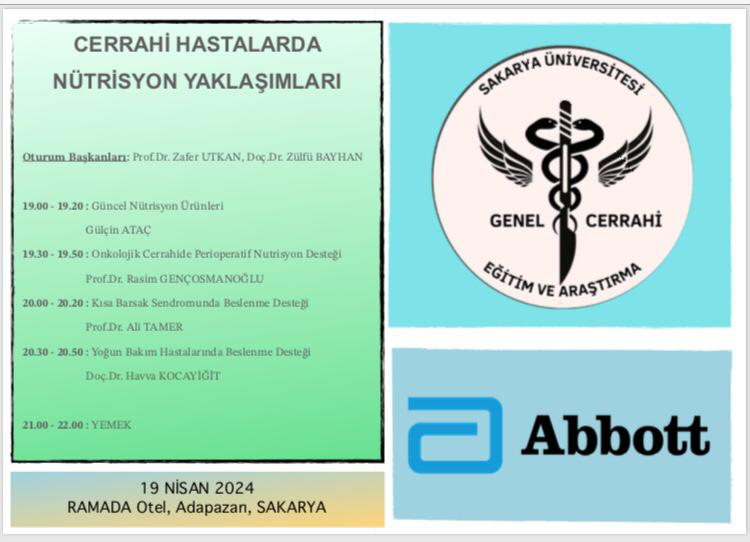 CERRAHİ HASTALARDA
NÜTRİSYON YAKLAŞIMLARI
Oturum Başkanları: Prof.Dr. Zafer UTKAN, Doç.Dr. Zülfü BAYHAN
19.00 - 19.20 : Güncel Nütrisyon Ürünleri
Gülçin ATAÇ
19.30 - 19.50 : Onkolojik Cerrahide Perioperatif Nutrisyon Desteği
Prof.Dr. Rasim GENÇOSMANOĞLU
20.00 - 20.20 : Kısa Barsak Sendromunda Beslenme Desteği
Prof.Dr. Ali TAMER
20.30 - 20.50 : Yoğun Bakım Hastalarında Beslenme Desteği
Doç.Dr. Havva KOCAYİĞİT
21.00 - 22.00 : YEMEK
19 NİSAN 2024
RAMADA Otel, Adapazarı, SAKARYA
SAKARYA ÜNİVERSİTESİ
GENEL CERRAHİ
EĞİTİM VE ARAŞTIRMA
Abbott